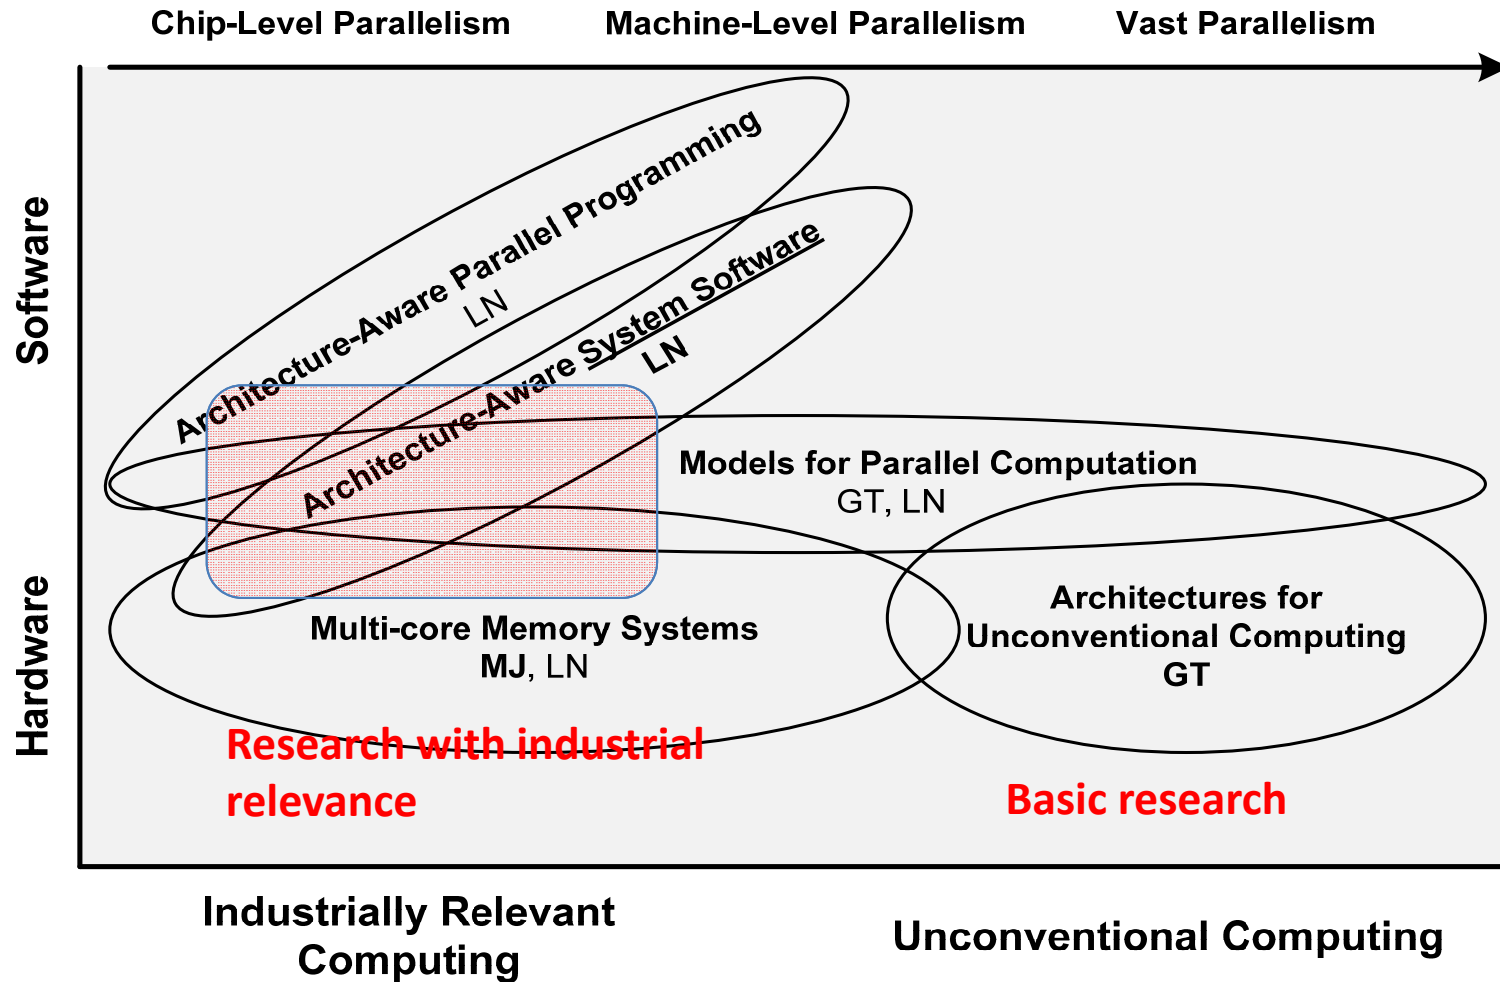 Chip-Level Parallelism
Machine-Level Parallelism
Vast Parallelism
Software
Hardware
Architecture-Aware Parallel Programming
LN
Architecture-Aware System Software
LN
Models for Parallel Computation
GT, LN
Architectures for
Unconventional Computing
GT
Multi-core Memory Systems
MJ, LN
Research with industrial
relevance
Basic research
Industrially Relevant
Computing
Unconventional Computing